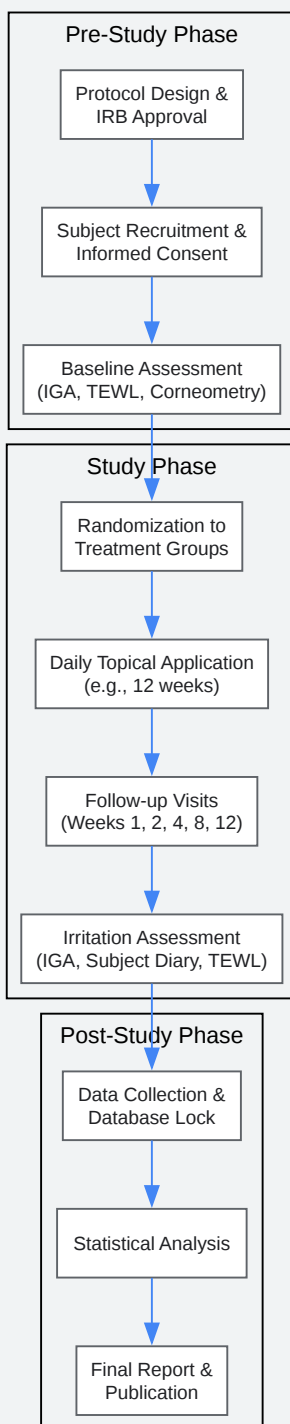 Pre-Study Phase
Protocol Design &
IRB Approval
Subject Recruitment &
Informed Consent
Baseline Assessment
(IGA, TEWL, Corneometry)
Study Phase
Randomization to
Treatment Groups
Daily Topical Application
(e.g., 12 weeks)
Follow-up Visits
(Weeks 1, 2, 4, 8, 12)
Irritation Assessment
(IGA, Subject Diary, TEWL)
Post-Study Phase
Data Collection &
Database Lock
Statistical Analysis
Final Report &
Publication